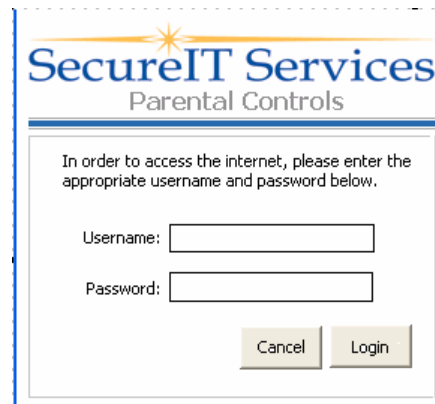 SecureIT Services
Parental Controls
In order to access the internet, please enter the
appropriate username and password below.
Username:
Password:
Cancel Login